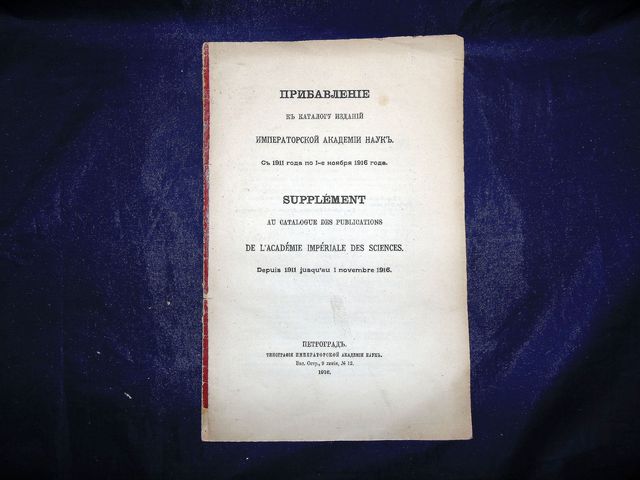 ПРИБАВЛЕНІЕ
КЪ КАТАЛОГУ ИЗДАНІЙ
ИМПЕРАТОРСКОЙ АКАДЕМІИ НАУКЪ.
Съ 1911 года по 1-е ноября 1916 года.
SUPPLÉMENT
AU CATALOGUE DES PUBLICATIONS
DE L'ACADÉMIE IMPÉRIALE DES SCIENCES.
Depuis 1911 jusqu'au 1 novembre 1916.
ПЕТРОГРАДЪ.
ТИПОГРАФІЯ ИМПЕРАТОРСКОЙ АКАДЕМІИ НАУКЪ.
Вас. Остр., 9 линія, № 12.
1916.